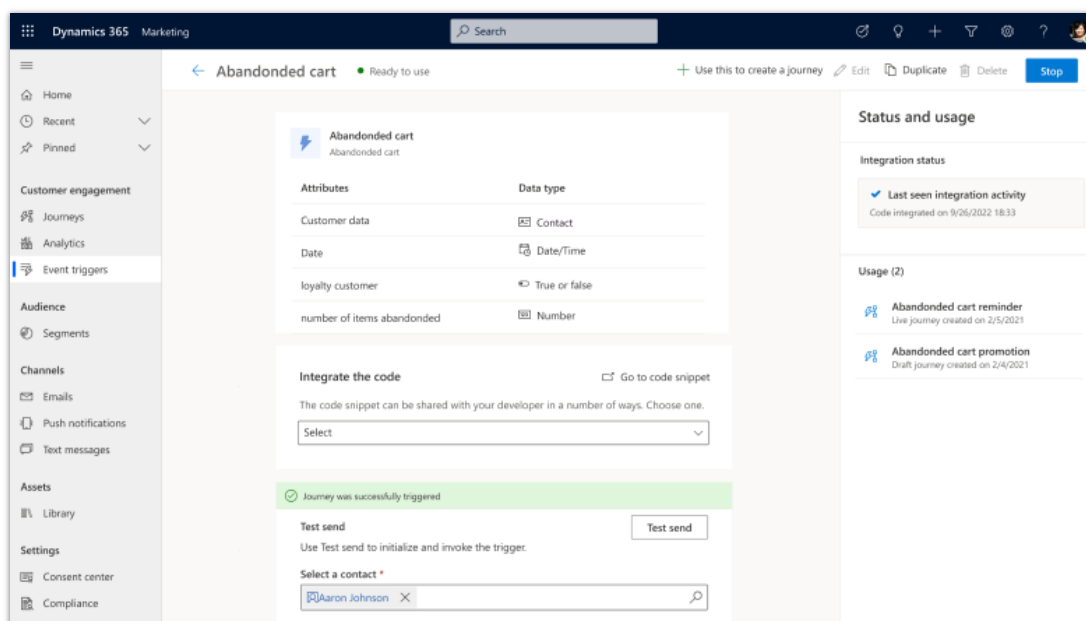 Dynamics 365 Marketing
Search
Abandonded cart
Ready to use
Use this to create a journey
Edit
Duplicate
Delete
Stop
Home
Recent
Pinned
Customer engagement
Journeys
Analytics
Event triggers
Audience
Segments
Channels
Emails
Push notifications
Text messages
Assets
Library
Settings
Consent center
Compliance
Abandonded cart
Abandonded cart
Attributes Data type
Customer data Contact
Date Date/Time
loyalty customer True or false
number of items abandonded Number
Integrate the code Go to code snippet
The code snippet can be shared with your developer in a number of ways. Choose one.
Select
Journey was successfully triggered
Test send Test send
Use Test send to initialize and invoke the trigger.
Select a contact *
Aaron Johnson
Status and usage
Integration status
Last seen integration activity
Code integrated on 9/26/2022 18:33
Usage (2)
Abandonded cart reminder
Live journey created on 2/5/2021
Abandonded cart promotion
Draft journey created on 2/4/2021